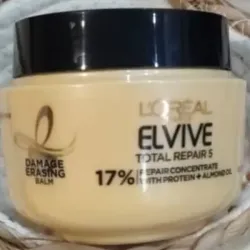 L'ORÉAL
ELVIVE
TOTAL REPAIR 5
17% REPAIR CONCENTRATE
WITH PROTEIN + ALMOND OIL
DAMAGE
ERASING
BALM